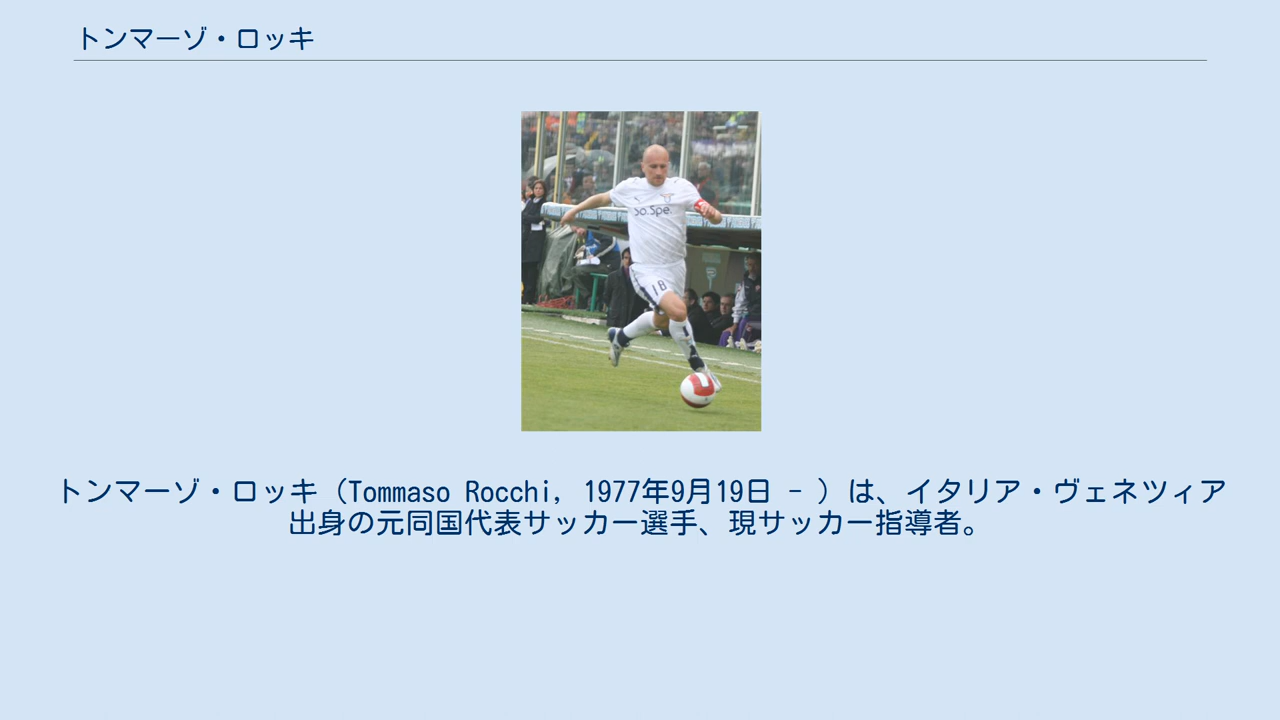 トンマーゾ・ロッキ
So.Spe.
18
トンマーゾ・ロッキ（Tommaso Rocchi, 1977年9月19日 - ）は、イタリア・ヴェネツィア
出身の元同国代表サッカー選手、現サッカー指導者。